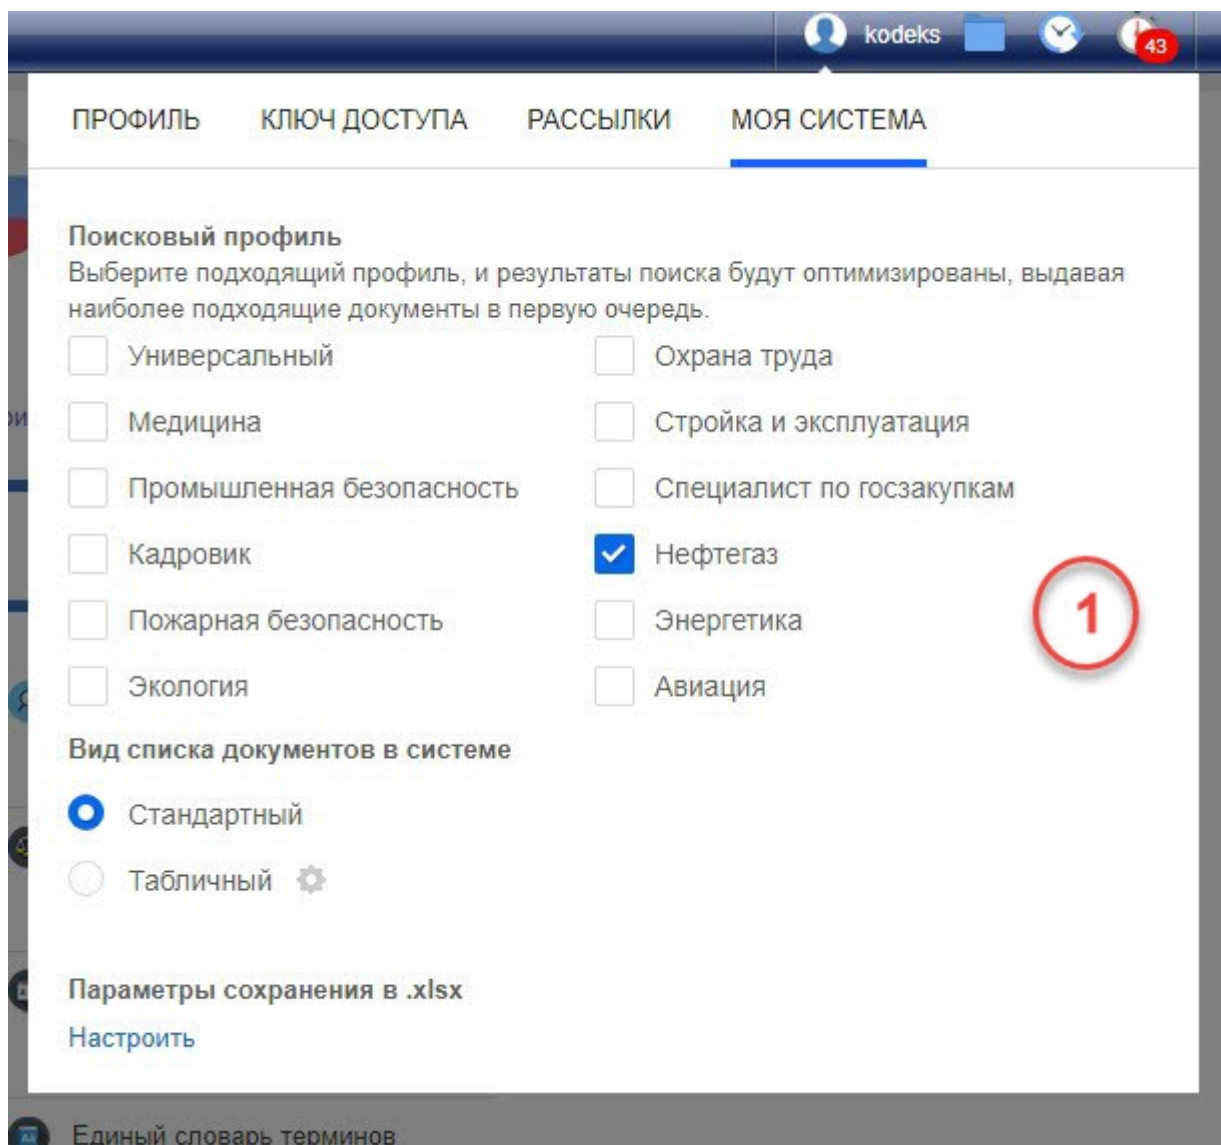 kodeks
43
ПРОФИЛЬ КЛЮЧ ДОСТУПА РАССЫЛКИ МОЯ СИСТЕМА
Поисковый профиль
Выберите подходящий профиль, и результаты поиска будут оптимизированы, выдавая
наиболее подходящие документы в первую очередь.
Универсальный Охрана труда
Медицина Стройка и эксплуатация
Промышленная безопасность Специалист по госзакупкам
Кадровик Нефтегаз
Пожарная безопасность Энергетика
1
Экология Авиация
Вид списка документов в системе
Стандартный
Табличный
Параметры сохранения в .xlsx
Настроить
Единый словарь терминов